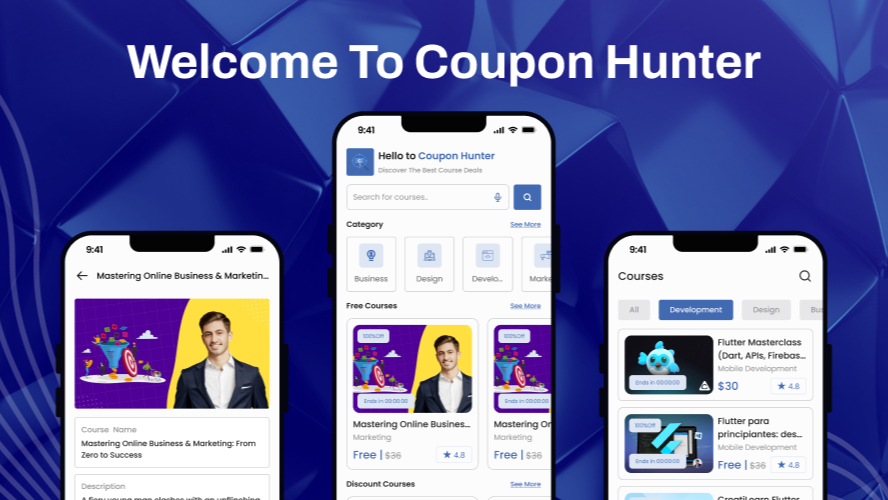 Welcome To Coupon Hunter
9:41
Mastering Online Business & Marketin...
Course Name
Mastering Online Business & Marketing: From
Zero to Success
Description
9:41
Hello to Coupon Hunter
Discover The Best Course Deals
Search for courses..
Category
See More
Business
Design
Develo..
Marke
Free Courses
See More
100%Off
Ends in 00:00:00
Mastering Online Busines...
Marketing
Free | $36
4.8
100%Off
Ends in 00:00:00
Mastering On
Marketing
Free | $36
Discount Courses
See More
9:41
Courses
All
Development
Design
Bus
Ends in 00:00:00
Flutter Masterclass
(Dart, APIs, Firebas...
Mobile Development
$30
4.8
100%Off
Ends in 00:00:00
Flutter para
principiantes: des...
Mobile Development
Free | $36
4.8